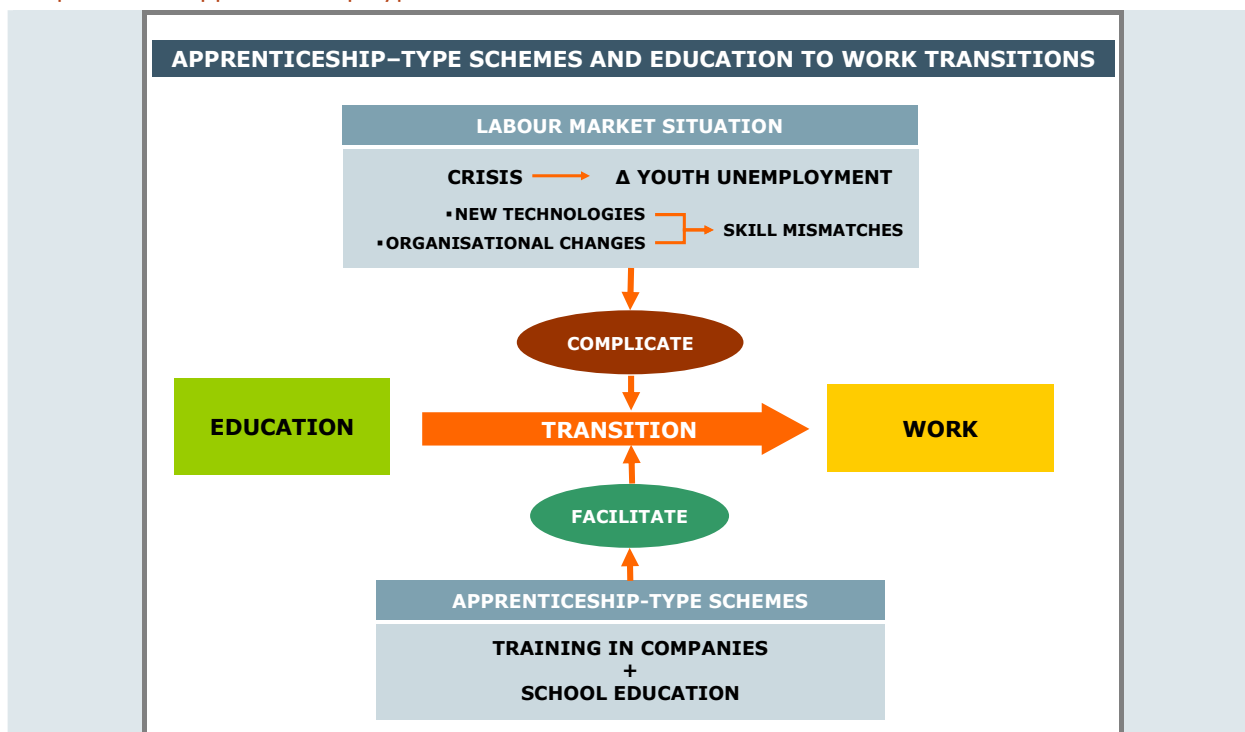 APPRENTICESHIP–TYPE SCHEMES AND EDUCATION TO WORK TRANSITIONS
LABOUR MARKET SITUATION
CRISIS Δ YOUTH UNEMPLOYMENT
▪NEW TECHNOLOGIES
▪ORGANISATIONAL CHANGES
SKILL MISMATCHES
COMPLICATE
EDUCATION
TRANSITION
WORK
FACILITATE
APPRENTICESHIP-TYPE SCHEMES
TRAINING IN COMPANIES
+
SCHOOL EDUCATION